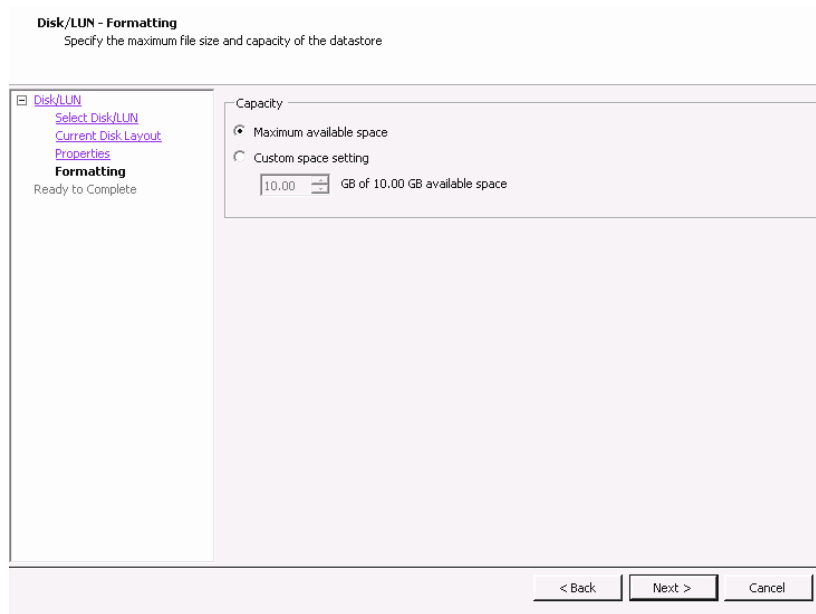 Disk/LUN - Formatting
Specify the maximum file size and capacity of the datastore
Disk/LUN
Select Disk/LUN
Current Disk Layout
Properties
Formatting
Ready to Complete
Capacity
Maximum available space
Custom space setting
10.00 GB of 10.00 GB available space
< Back Next > Cancel